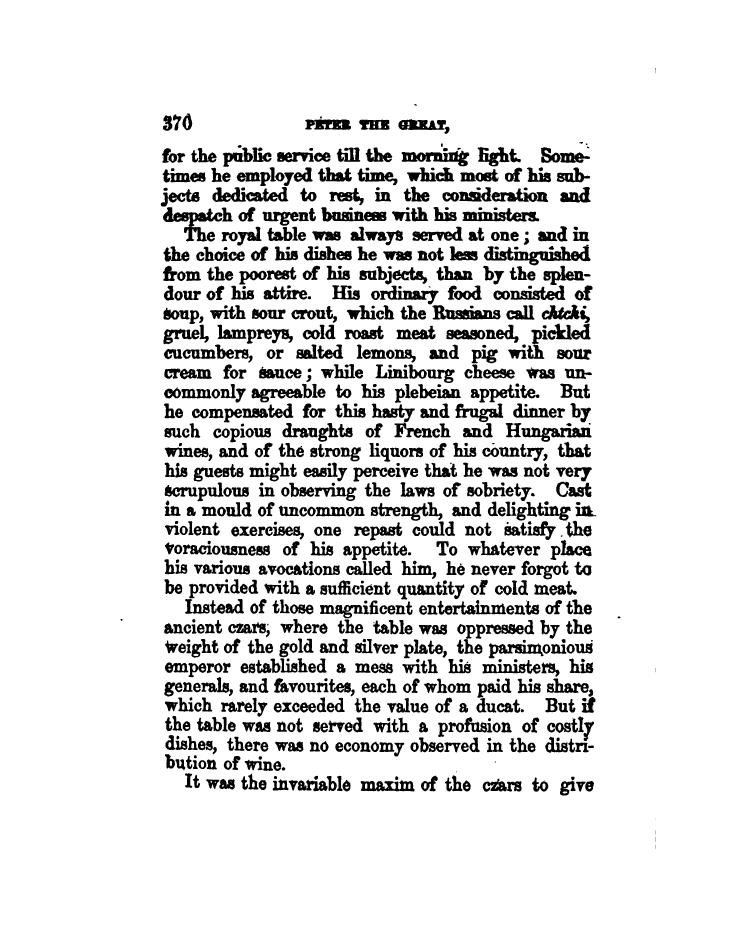 370 PETER THE GREAT,
for the public service till the morning light. Some-
times he employed that time, which most of his sub-
jects dedicated to rest, in the consideration and
despatch of urgent business with his ministers.
The royal table was always served at one; and in
the choice of his dishes he was not less distinguished
from the poorest of his subjects, than by the splen-
dour of his attire. His ordinary food consisted of
soup, with sour crout, which the Russians call chtchi,
gruel, lampreys, cold roast meat seasoned, pickled
cucumbers, or salted lemons, and pig with sour
cream for sauce; while Linibourg cheese was un-
commonly agreeable to his plebeian appetite. But
he compensated for this hasty and frugal dinner by
such copious draughts of French and Hungarian
wines, and of the strong liquors of his country, that
his guests might easily perceive that he was not very
scrupulous in observing the laws of sobriety. Cast
in a mould of uncommon strength, and delighting in
violent exercises, one repast could not satisfy the
voraciousness of his appetite. To whatever place
his various avocations called him, he never forgot to
be provided with a sufficient quantity of cold meat.
Instead of those magnificent entertainments of the
ancient czars, where the table was oppressed by the
weight of the gold and silver plate, the parsimonious
emperor established a mess with his ministers, his
generals, and favourites, each of whom paid his share,
which rarely exceeded the value of a ducat. But if
the table was not served with a profusion of costly
dishes, there was no economy observed in the distri-
bution of wine.
It was the invariable maxim of the czars to give